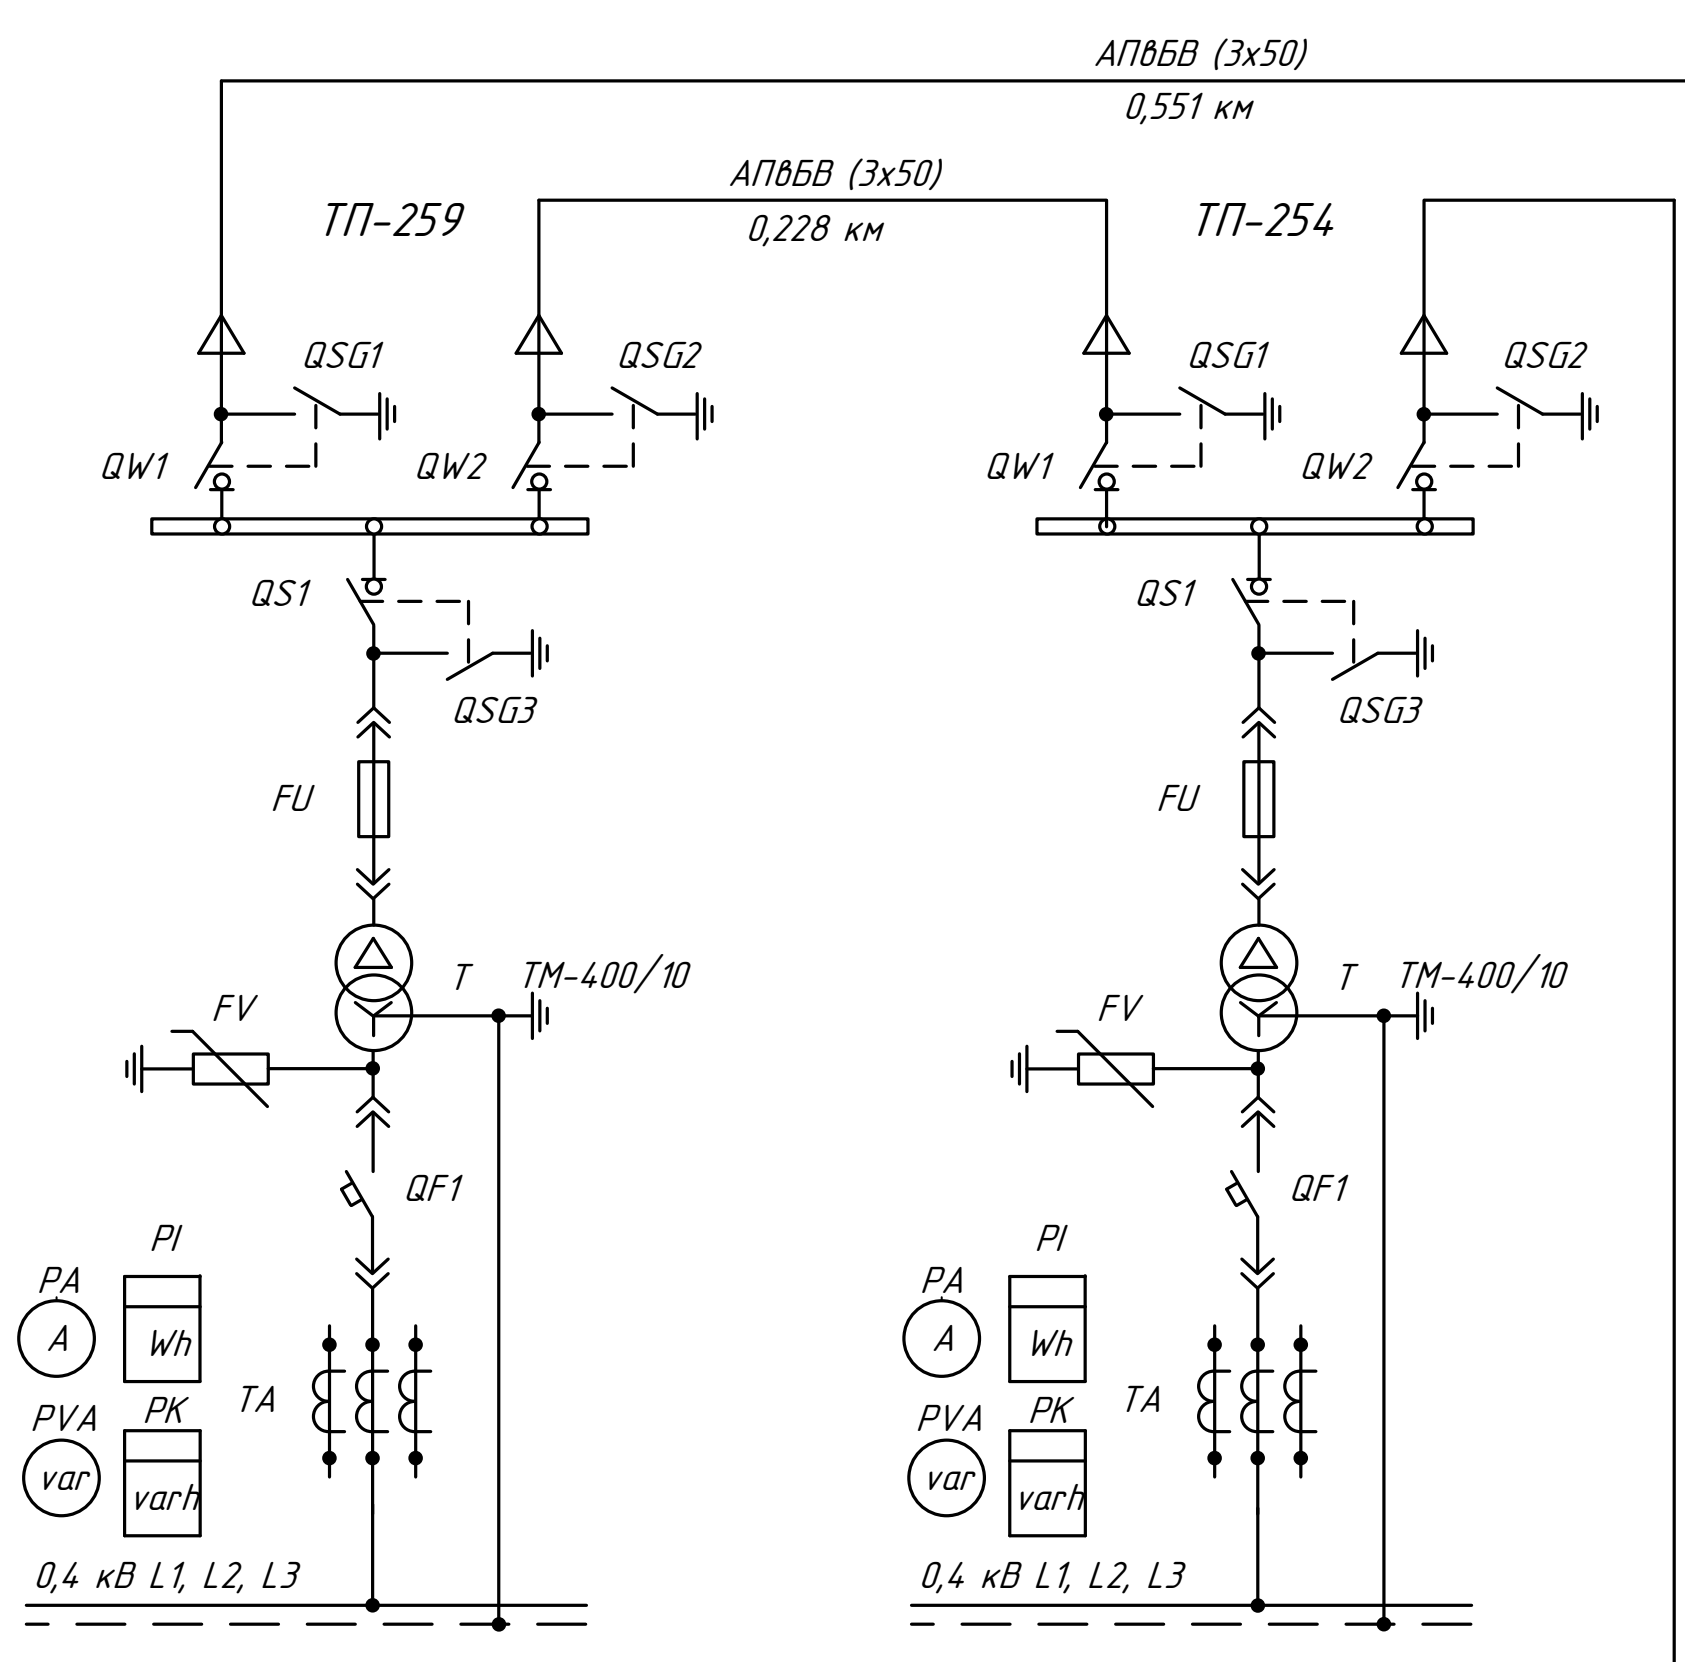 АПвБВ (3х50)
0,551 км
АПвБВ (3х50)
0,228 км
ТП-259
ТП-254
QSG1
QSG2
QSG1
QSG2
QW1
QW2
QW1
QW2
QS1
QS1
QSG3
QSG3
FU
FU
T
ТМ-400/10
T
ТМ-400/10
FV
FV
QF1
QF1
PI
PI
PA
PA
A
Wh
A
Wh
TA
TA
PVA
PK
PVA
PK
var
varh
var
varh
0,4 кВ L1, L2, L3
0,4 кВ L1, L2, L3